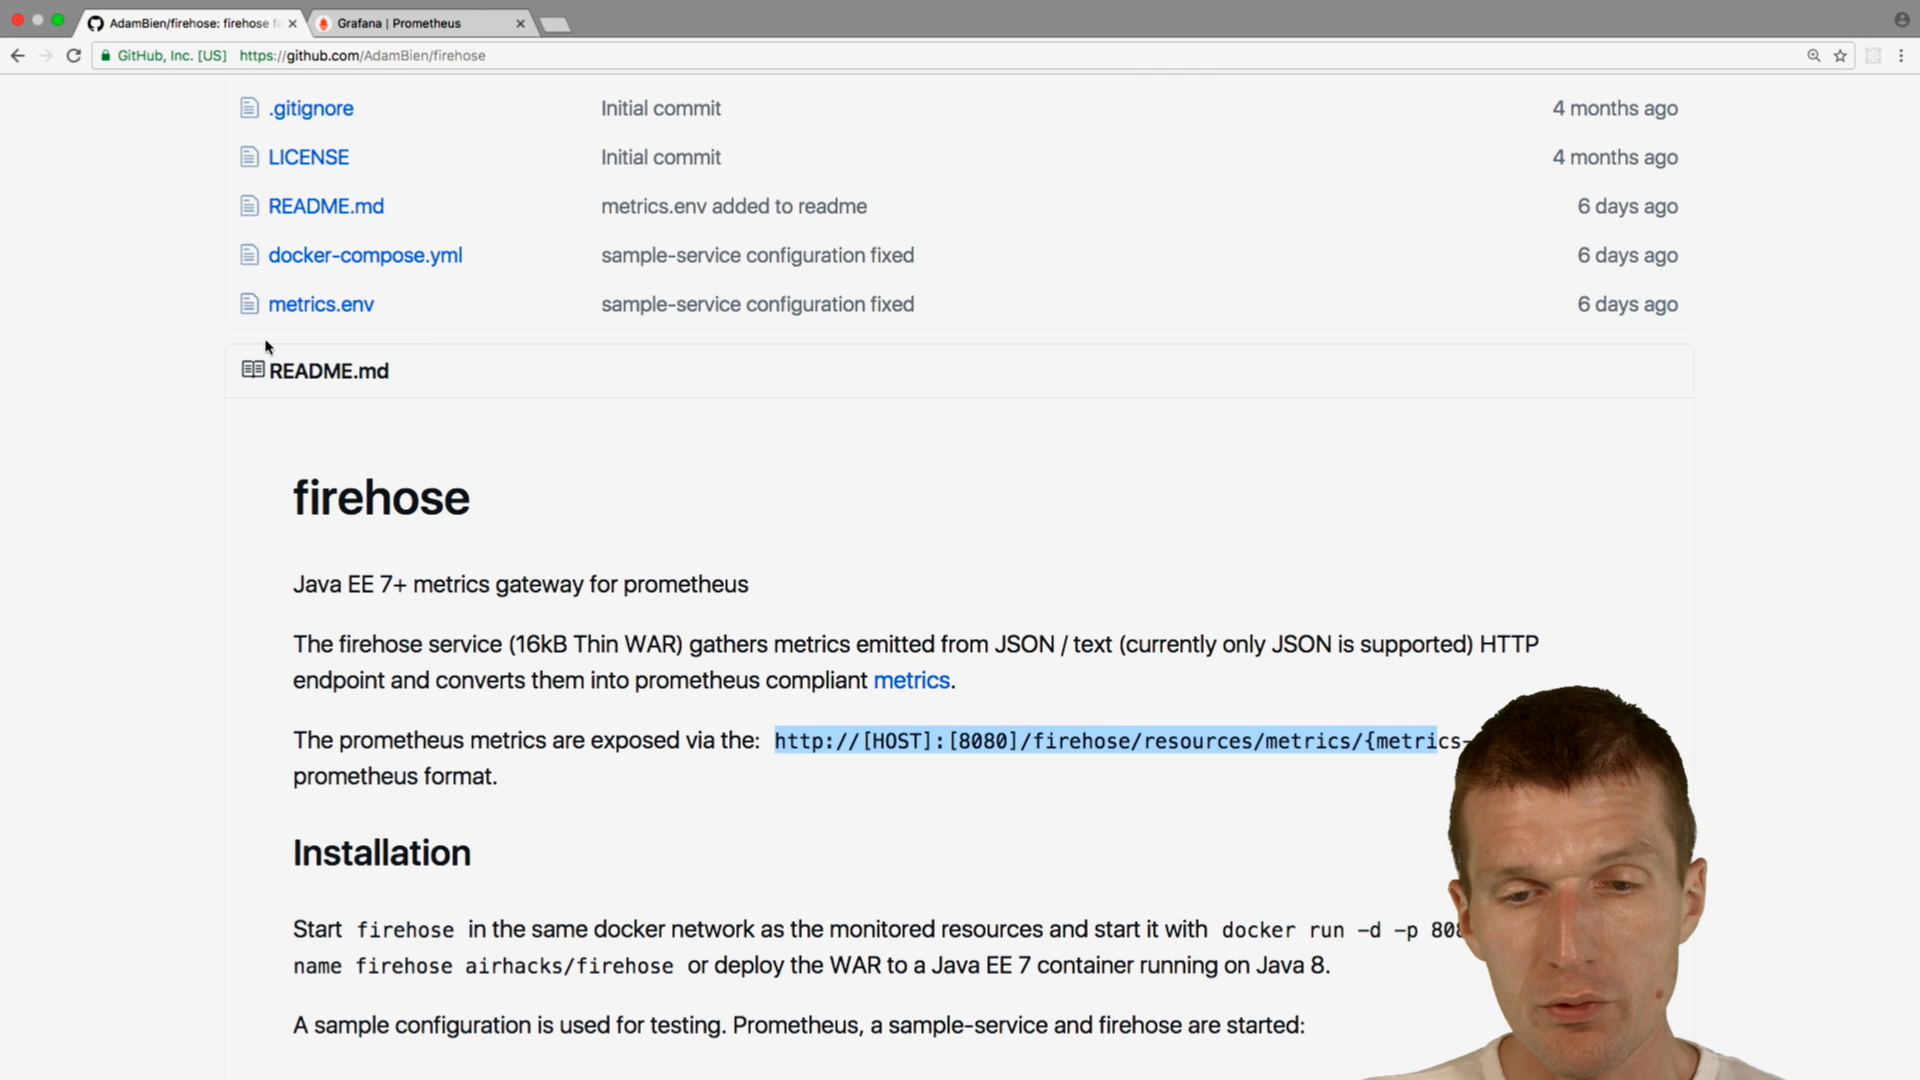 AdamBien/firehose: firehose fo
Grafana | Prometheus
GitHub, Inc. [US] https://github.com/AdamBien/firehose
.gitignore Initial commit 4 months ago
LICENSE Initial commit 4 months ago
README.md metrics.env added to readme 6 days ago
docker-compose.yml sample-service configuration fixed 6 days ago
metrics.env sample-service configuration fixed 6 days ago
README.md
firehose
Java EE 7+ metrics gateway for prometheus
The firehose service (16kB Thin WAR) gathers metrics emitted from JSON / text (currently only JSON is supported) HTTP
endpoint and converts them into prometheus compliant metrics.
The prometheus metrics are exposed via the: http://[HOST]:[8080]/firehose/resources/metrics/{metrics-
prometheus format.
Installation
Start firehose in the same docker network as the monitored resources and start it with docker run -d -p 80
name firehose airhacks/firehose or deploy the WAR to a Java EE 7 container running on Java 8.
A sample configuration is used for testing. Prometheus, a sample-service and firehose are started: